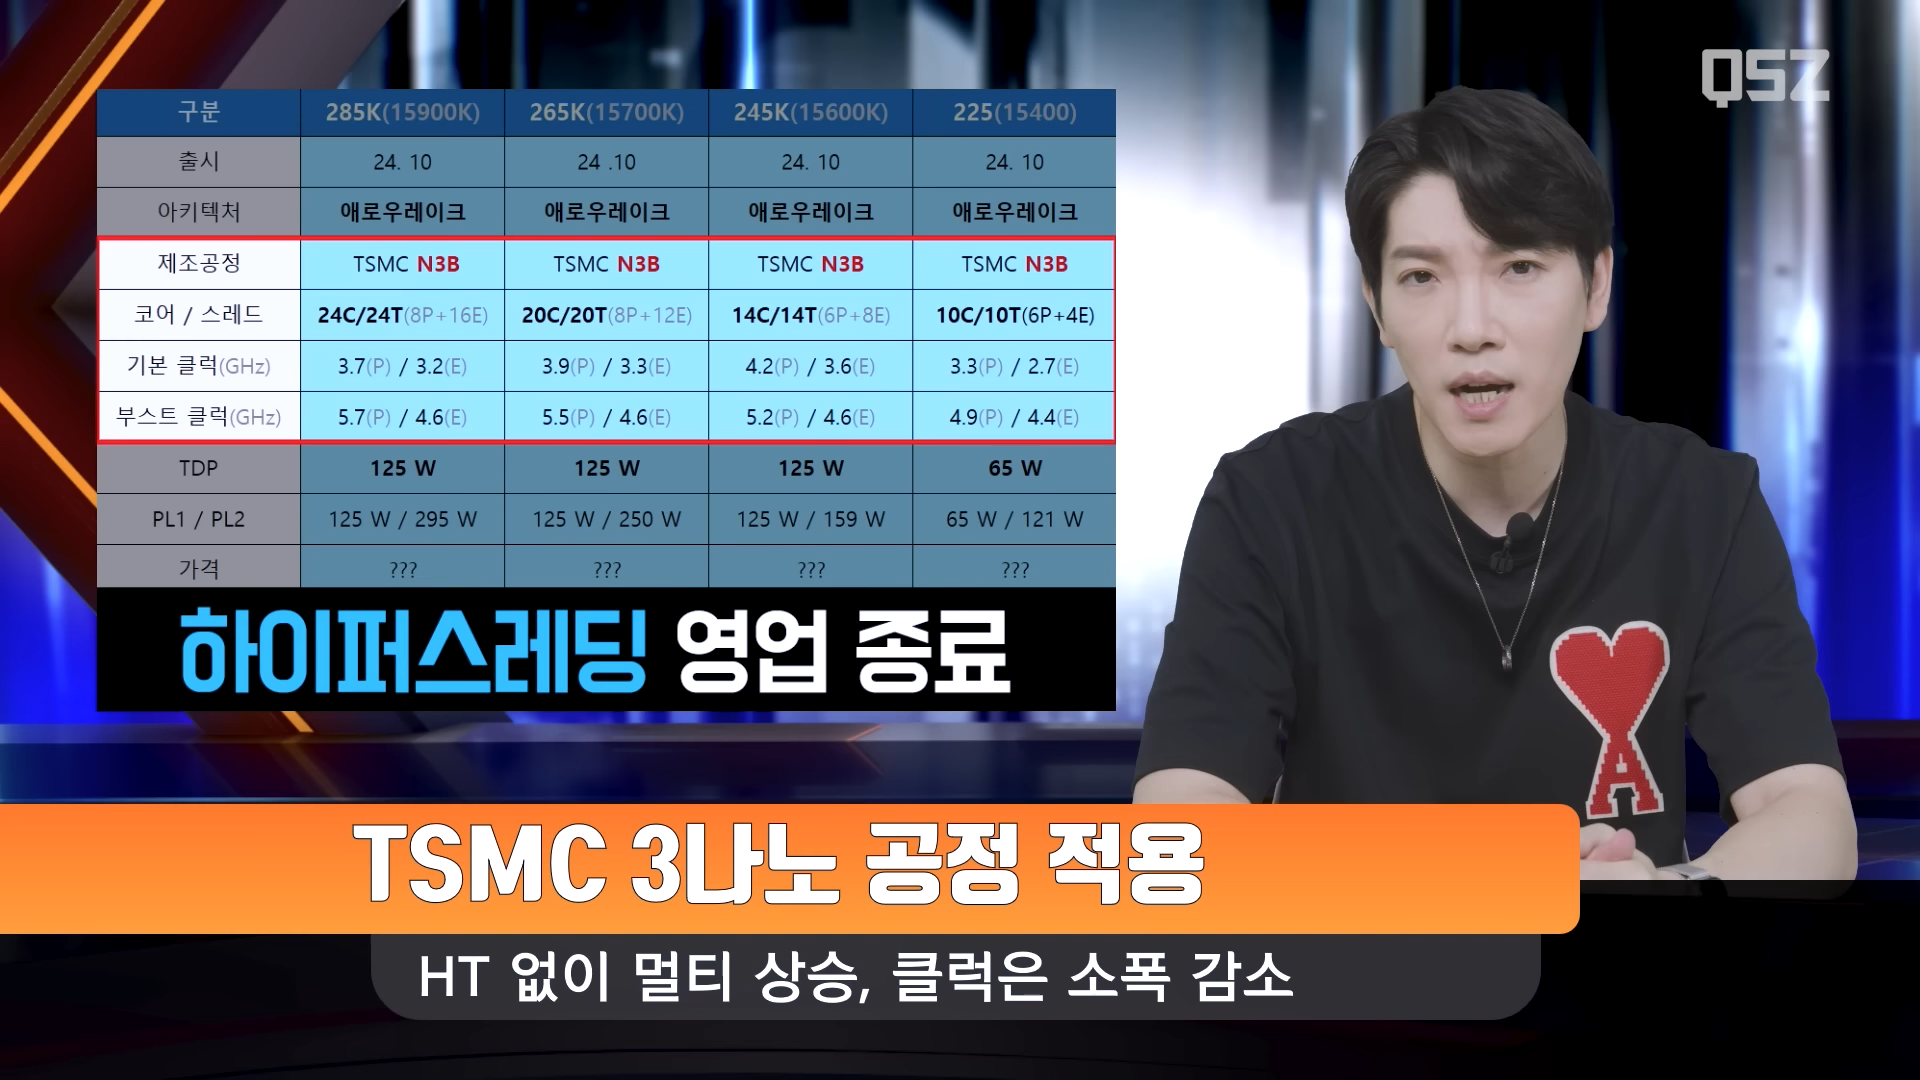 QSZ
구분 285K(15900K) 265K(15700K) 245K(15600K) 225(15400)
출시 24. 10 24 .10 24. 10 24. 10
아키텍처 애로우레이크 애로우레이크 애로우레이크 애로우레이크
제조공정 TSMC N3B TSMC N3B TSMC N3B TSMC N3B
코어 / 스레드 24C/24T(8P+16E) 20C/20T(8P+12E) 14C/14T(6P+8E) 10C/10T(6P+4E)
기본 클럭(GHz) 3.7(P) / 3.2(E) 3.9(P) / 3.3(E) 4.2(P) / 3.6(E) 3.3(P) / 2.7(E)
부스트 클럭(GHz) 5.7(P) / 4.6(E) 5.5(P) / 4.6(E) 5.2(P) / 4.6(E) 4.9(P) / 4.4(E)
TDP 125 W 125 W 125 W 65 W
PL1 / PL2 125 W / 295 W 125 W / 250 W 125 W / 159 W 65 W / 121 W
가격 ??? ??? ??? ???
하이퍼스레딩 영업 종료
A
TSMC 3나노 공정 적용
HT 없이 멀티 상승, 클럭은 소폭 감소